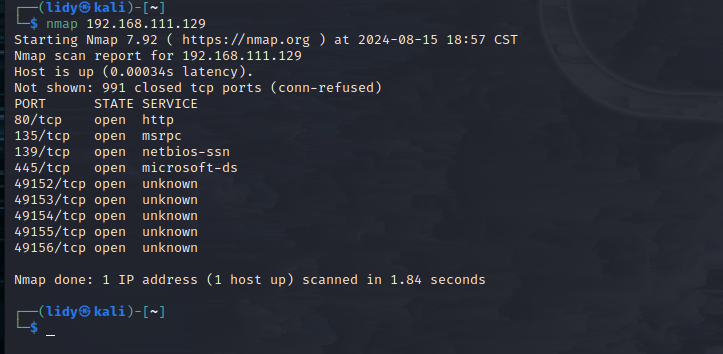 ┌──(lidy㉿kali)-[~]
└─$ nmap 192.168.111.129
Starting Nmap 7.92 ( https://nmap.org ) at 2024-08-15 18:57 CST
Nmap scan report for 192.168.111.129
Host is up (0.00034s latency).
Not shown: 991 closed tcp ports (conn-refused)
PORT      STATE SERVICE
80/tcp    open  http
135/tcp   open  msrpc
139/tcp   open  netbios-ssn
445/tcp   open  microsoft-ds
49152/tcp open  unknown
49153/tcp open  unknown
49154/tcp open  unknown
49155/tcp open  unknown
49156/tcp open  unknown
Nmap done: 1 IP address (1 host up) scanned in 1.84 seconds
┌──(lidy㉿kali)-[~]
└─$ _